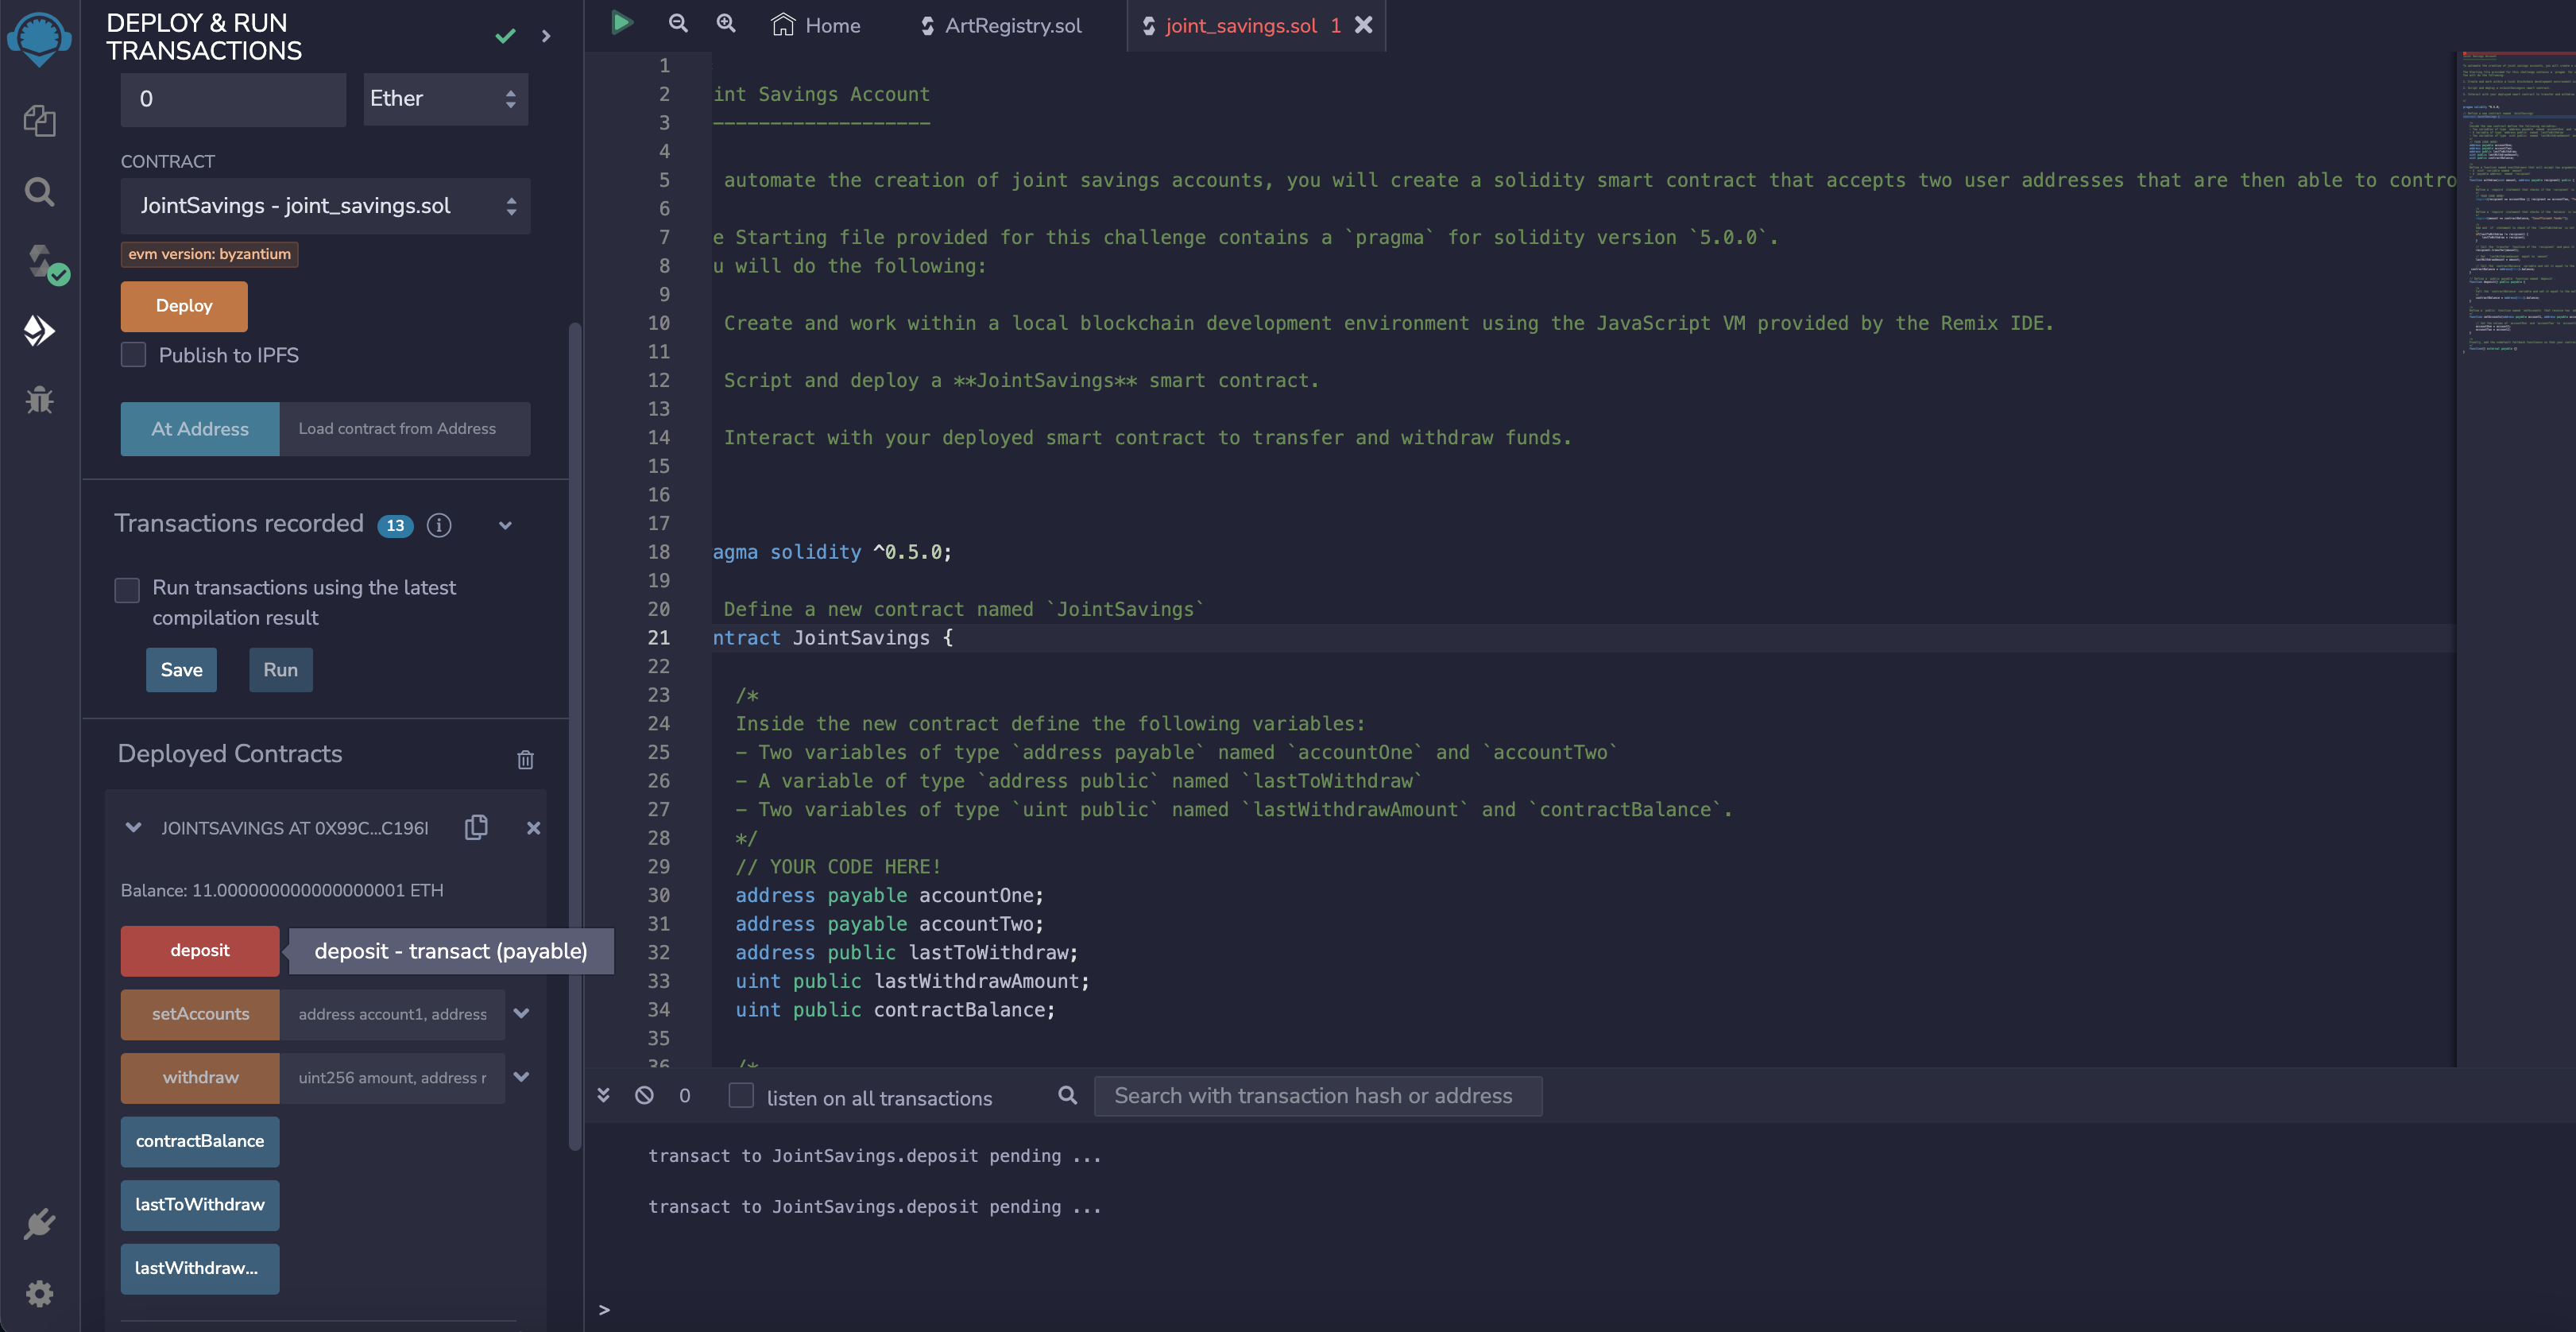 DEPLOY & RUN
TRANSACTIONS
0
Ether
CONTRACT
JointSavings - joint_savings.sol
evm version: byzantium
Deploy
Publish to IPFS
At Address
Load contract from Address
Transactions recorded 13 i
Run transactions using the latest
compilation result
Save
Run
Deployed Contracts
JOINTSAVINGS AT 0X99C...C196I
Balance: 11.000000000000000001 ETH
deposit
deposit - transact (payable)
setAccounts
address account1, address
withdraw
uint256 amount, address r
contractBalance
lastToWithdraw
lastWithdraw...
Home
ArtRegistry.sol
joint_savings.sol 1
1
2 int Savings Account
3 -------------------
4
5 automate the creation of joint savings accounts, you will create a solidity smart contract that accepts two user addresses that are then able to contro
6
7 e Starting file provided for this challenge contains a `pragma` for solidity version `5.0.0`.
8 u will do the following:
9
10 Create and work within a local blockchain development environment using the JavaScript VM provided by the Remix IDE.
11
12 Script and deploy a **JointSavings** smart contract.
13
14 Interact with your deployed smart contract to transfer and withdraw funds.
15
16
17
18 agma solidity ^0.5.0;
19
20 Define a new contract named `JointSavings`
21 ntract JointSavings {
22
23 /*
24 Inside the new contract define the following variables:
25 - Two variables of type `address payable` named `accountOne` and `accountTwo`
26 - A variable of type `address public` named `lastToWithdraw`
27 - Two variables of type `uint public` named `lastWithdrawAmount` and `contractBalance`.
28 */
29 // YOUR CODE HERE!
30 address payable accountOne;
31 address payable accountTwo;
32 address public lastToWithdraw;
33 uint public lastWithdrawAmount;
34 uint public contractBalance;
35
36 /*
0
listen on all transactions
Search with transaction hash or address
transact to JointSavings.deposit pending ...
transact to JointSavings.deposit pending ...
>